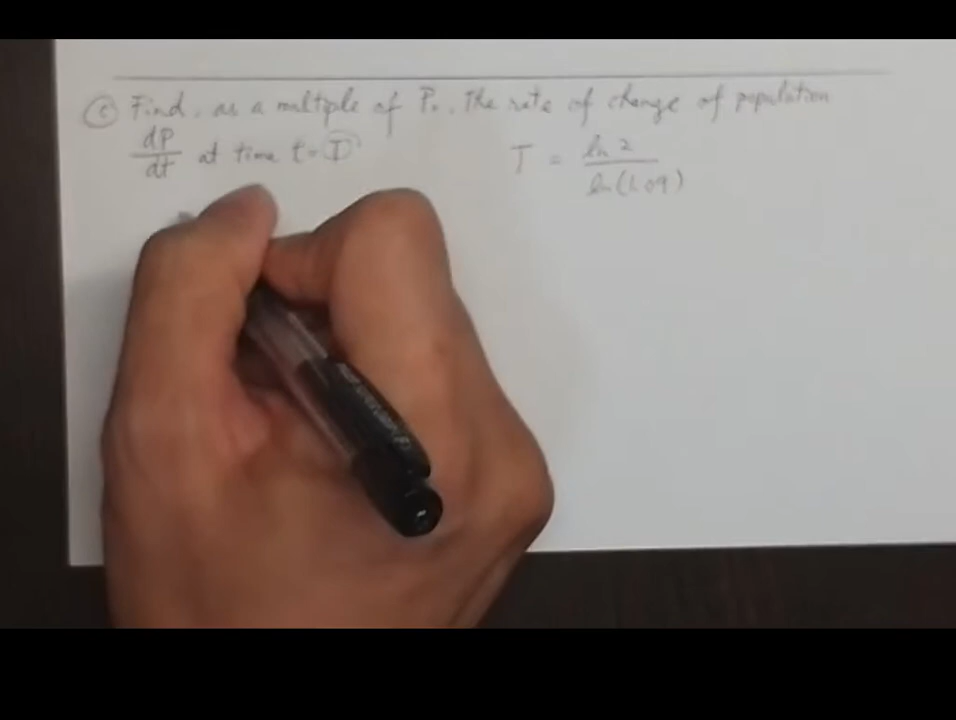 ⓒ Find, as a multiple of P₀, the rate of change of population
dP/dt at time t=T T = ln 2 / ln(1.09)